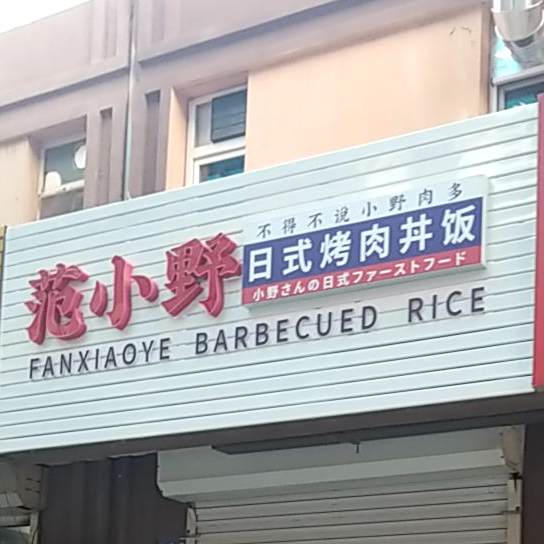 不得不说小野肉多
范小野
日式烤肉丼饭
小野さんの日式ファーストフード
FANXIAOYE BARBECUED RICE